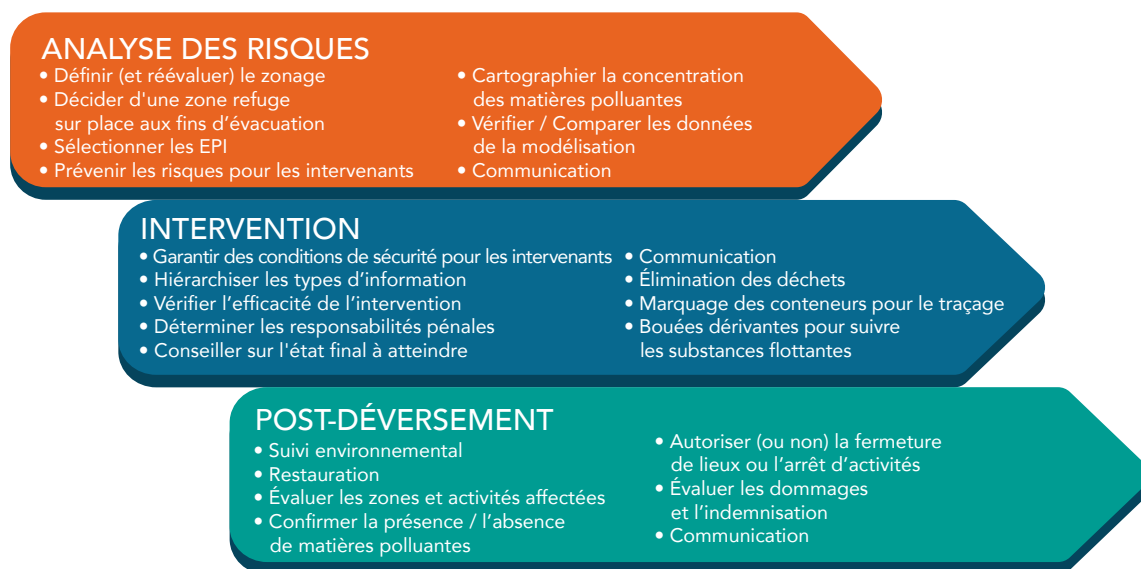 ANALYSE DES RISQUES
• Définir (et réévaluer) le zonage
• Décider d'une zone refuge
sur place aux fins d’évacuation
• Sélectionner les EPI
• Prévenir les risques pour les intervenants
• Cartographier la concentration
des matières polluantes
• Vérifier / Comparer les données
de la modélisation
• Communication
INTERVENTION
• Garantir des conditions de sécurité pour les intervenants
• Hiérarchiser les types d’information
• Vérifier l’efficacité de l’intervention
• Déterminer les responsabilités pénales
• Conseiller sur l'état final à atteindre
• Communication
• Élimination des déchets
• Marquage des conteneurs pour le traçage
• Bouées dérivantes pour suivre
les substances flottantes
POST-DÉVERSEMENT
• Suivi environnemental
• Restauration
• Évaluer les zones et activités affectées
• Confirmer la présence / l’absence
de matières polluantes
• Autoriser (ou non) la fermeture
de lieux ou l’arrêt d’activités
• Évaluer les dommages
et l’indemnisation
• Communication